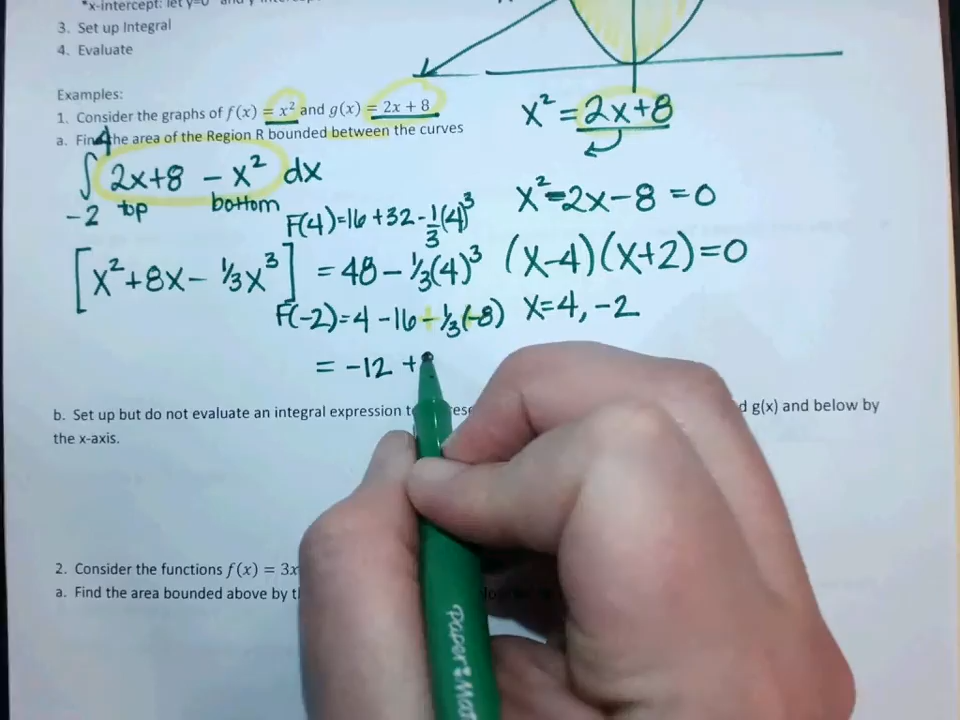 *x-intercept: let y=0
3. Set up Integral
4. Evaluate
Examples:
1. Consider the graphs of f(x) = x² and g(x) = 2x + 8
a. Find the area of the Region R bounded between the curves
x² = 2x+8
4
∫ 2x+8 - x² dx
-2 top bottom
x² - 2x - 8 = 0
F(4)=16+32-⅓(4)³
[x²+8x- ⅓x³] = 48 - ⅓(4)³
(x-4)(x+2)=0
F(-2)=4-16-⅓(-8)
x=4, -2
= -12 +
b. Set up but do not evaluate an integral expression g(x) and below by
the x-axis.
2. Consider the functions f(x) = 3x
a. Find the area bounded above by
Paper Mat